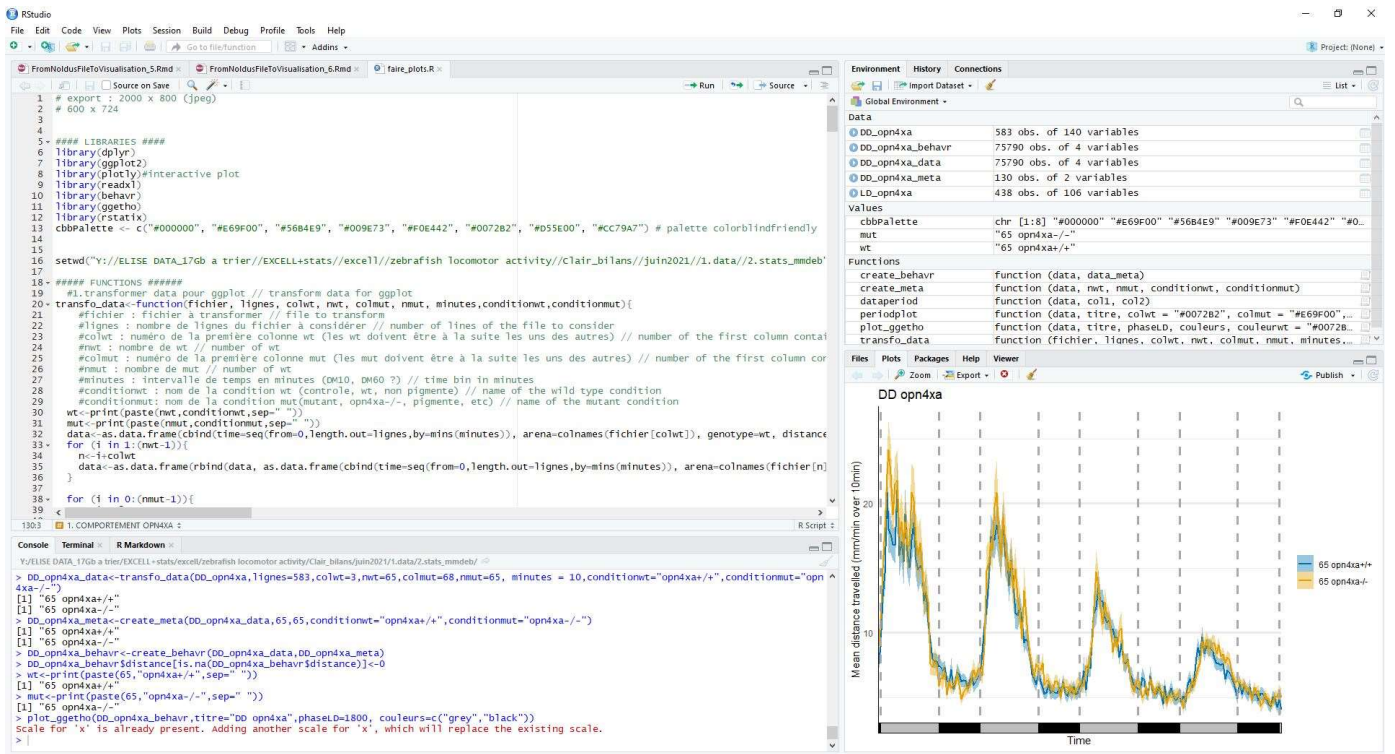 RStudio
File Edit Code View Plots Session Build Debug Profile Tools Help
Go to file/function Addins
Project: (None)
FromNoldusFileToVisualisation_5.Rmd FromNoldusFileToVisualisation_6.Rmd faire_plots.R
Source on Save Run Source
1 # export : 2000 x 800 (jpeg)
2 # 600 x 724
3
4
5 #### LIBRARIES ####
6 library(dplyr)
7 library(ggplot2)
8 library(plotly)#interactive plot
9 library(readxl)
10 library(behavr)
11 library(ggetho)
12 library(rstatix)
13 cbbPalette <- c("#000000", "#E69F00", "#56B4E9", "#009E73", "#F0E442", "#0072B2", "#D55E00", "#CC79A7") # palette colorblindfriendly
14
15
16 setwd("Y://ELISE DATA_17Gb a trier//EXCELL+stats//excell//zebrafish locomotor activity//Clair_bilans//juin2021//1.data//2.stats_mmdeb"
17
18 ##### FUNCTIONS ######
19 #1.transformer data pour ggplot // transform data for ggplot
20 transfo_data<-function(fichier, lignes, colwt, nwt, colmut, nmut, minutes,conditionwt,conditionmut){
21 #fichier : fichier à transformer // file to transform
22 #lignes : nombre de lignes du fichier à considérer // number of lines of the file to consider
23 #colwt : numéro de la première colonne wt (les wt doivent être à la suite les uns des autres) // number of the first column contai
24 #nwt : nombre de wt // number of wt
25 #colmut : numéro de la première colonne mut (les mut doivent être à la suite les uns des autres) // number of the first column cor
26 #nmut : nombre de mut // number of wt
27 #minutes : intervalle de temps en minutes (DM10, DM60 ?) // time bin in minutes
28 #conditionwt : nom de la condition wt (controle, wt, non pigmente) // name of the wild type condition
29 #conditionmut: nom de la condition mut(mutant, opn4xa-/-, pigmente, etc) // name of the mutant condition
30 wt<-print(paste(nwt,conditionwt,sep=" "))
31 mut<-print(paste(nmut,conditionmut,sep=" "))
32 data<-as.data.frame(cbind(time=seq(from=0,length.out=lignes,by=mins(minutes)), arena=colnames(fichier[colwt]), genotype=wt, distance
33 for (i in 1:(nwt-1)){
34 n<-i+colwt
35 data<-as.data.frame(rbind(data, as.data.frame(cbind(time=seq(from=0,length.out=lignes,by=mins(minutes)), arena=colnames(fichier[n]
36 }
37
38 for (i in 0:(nmut-1)){
39
130:3 1. COMPORTEMENT OPN4XA R Script
Console Terminal R Markdown
Y:/ELISE DATA_17Gb a trier/EXCELL+stats/excell/zebrafish locomotor activity/Clair_bilans/juin2021/1.data/2.stats_mmdeb/
> DD_opn4xa_data<-transfo_data(DD_opn4xa,lignes=583,colwt=3,nwt=65,colmut=68,nmut=65, minutes = 10,conditionwt="opn4xa+/+",conditionmut="opn
4xa-/-")
[1] "65 opn4xa+/+"
[1] "65 opn4xa-/-"
> DD_opn4xa_meta<-create_meta(DD_opn4xa_data,65,65,conditionwt="opn4xa+/+",conditionmut="opn4xa-/-")
[1] "65 opn4xa+/+"
[1] "65 opn4xa-/-"
> DD_opn4xa_behavr<-create_behavr(DD_opn4xa_data,DD_opn4xa_meta)
> DD_opn4xa_behavr$distance[is.na(DD_opn4xa_behavr$distance)]<-0
> wt<-print(paste(65,"opn4xa+/+",sep=" "))
[1] "65 opn4xa+/+"
> mut<-print(paste(65,"opn4xa-/-",sep=" "))
[1] "65 opn4xa-/-"
> plot_ggetho(DD_opn4xa_behavr,titre="DD opn4xa",phaseLD=1800, couleurs=c("grey","black"))
Scale for 'x' is already present. Adding another scale for 'x', which will replace the existing scale.
>
Environment History Connections
Import Dataset List
Global Environment
Data
DD_opn4xa 583 obs. of 140 variables
DD_opn4xa_behavr 75790 obs. of 4 variables
DD_opn4xa_data 75790 obs. of 4 variables
DD_opn4xa_meta 130 obs. of 2 variables
LD_opn4xa 438 obs. of 106 variables
Values
cbbPalette chr [1:8] "#000000" "#E69F00" "#56B4E9" "#009E73" "#F0E442" "#0072B2" "#0…
mut "65 opn4xa-/-"
wt "65 opn4xa+/+"
Functions
create_behavr function (data, data_meta)
create_meta function (data, nwt, nmut, conditionwt, conditionmut)
dataperiod function (data, col1, col2)
periodplot function (data, titre, colwt = "#0072B2", colmut = "#E69F00",…
plot_ggetho function (data, titre, phaseLD, couleurs, couleurwt = "#0072B…
transfo_data function (fichier, lignes, colwt, nwt, colmut, nmut, minutes,…
Files Plots Packages Help Viewer
Zoom Export Publish
DD opn4xa
Mean distance travelled (mm/min over 10min)
20
10
65 opn4xa+/+
65 opn4xa-/-
Time